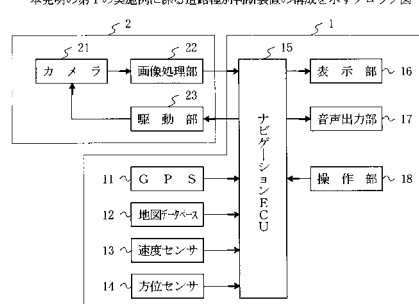 本発明の第1の実施例に係る道路種別判断装置の構成を示すブロック図
2
1
21
22
15
カメラ
画像処理部
表示部
16
23
駆動部
音声出力部
17
ナビゲーションECU
11
GPS
操作部
18
12
地図データベース
13
速度センサ
14
方位センサ